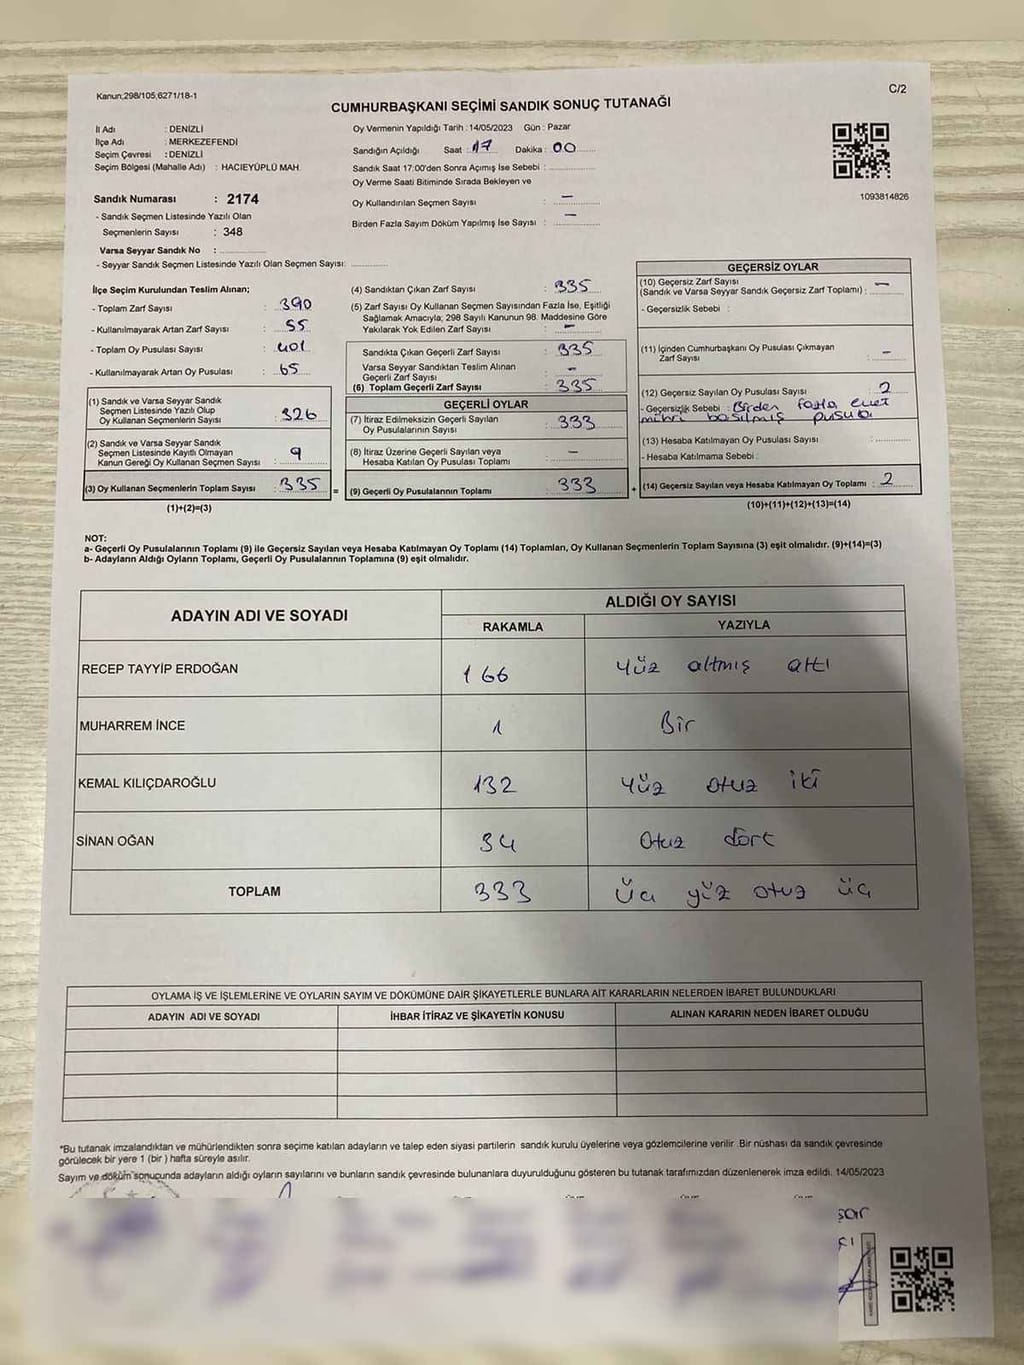 Kanun;298/105;6271/18-1
C/2
CUMHURBAŞKANI SEÇİMİ SANDIK SONUÇ TUTANAĞI
İl Adı : DENİZLİ
İlçe Adı : MERKEZEFENDİ
Seçim Çevresi : DENİZLİ
Seçim Bölgesi (Mahalle Adı) : HACIEYÜPLÜ MAH.
Oy Vermenin Yapıldığı Tarih :14/05/2023 Gün : Pazar
Sandığın Açıldığı Saat : 17 Dakika : 00
Sandık Saat 17:00'den Sonra Açılmış İse Sebebi :
Oy Verme Saati Bitiminde Sırada Bekleyen ve
Oy Kullandırılan Seçmen Sayısı : —
Birden Fazla Sayım Döküm Yapılmış İse Sayısı : —
1093814826
Sandık Numarası : 2174
- Sandık Seçmen Listesinde Yazılı Olan
Seçmenlerin Sayısı : 348
Varsa Seyyar Sandık No :
- Seyyar Sandık Seçmen Listesinde Yazılı Olan Seçmen Sayısı:
İlçe Seçim Kurulundan Teslim Alınan;
- Toplam Zarf Sayısı : 390
- Kullanılmayarak Artan Zarf Sayısı : 55
- Toplam Oy Pusulası Sayısı : 401
- Kullanılmayarak Artan Oy Pusulası : 65
(1) Sandık ve Varsa Seyyar Sandık
Seçmen Listesinde Yazılı Olup
Oy Kullanan Seçmenlerin Sayısı : 326
(2) Sandık ve Varsa Seyyar Sandık
Seçmen Listesinde Kayıtlı Olmayan
Kanun Gereği Oy Kullanan Seçmen Sayısı : 9
(3) Oy Kullanan Seçmenlerin Toplam Sayısı : 335
(1)+(2)=(3)
(4) Sandıktan Çıkan Zarf Sayısı : 335
(5) Zarf Sayısı Oy Kullanan Seçmen Sayısından Fazla İse, Eşitliği
Sağlamak Amacıyla; 298 Sayılı Kanunun 98. Maddesine Göre
Yakılarak Yok Edilen Zarf Sayısı : —
Sandıkta Çıkan Geçerli Zarf Sayısı : 335
Varsa Seyyar Sandıktan Teslim Alınan
Geçerli Zarf Sayısı : —
(6) Toplam Geçerli Zarf Sayısı : 335
GEÇERLİ OYLAR
(7) İtiraz Edilmeksizin Geçerli Sayılan
Oy Pusulalarının Sayısı : 333
(8) İtiraz Üzerine Geçerli Sayılan veya
Hesaba Katılan Oy Pusulası Toplamı : —
= (9) Geçerli Oy Pusulalarının Toplamı : 333
GEÇERSİZ OYLAR
(10) Geçersiz Zarf Sayısı
(Sandık ve Varsa Seyyar Sandık Geçersiz Zarf Toplamı) : —
- Geçersizlik Sebebi :
(11) İçinden Cumhurbaşkanı Oy Pusulası Çıkmayan
Zarf Sayısı : —
(12) Geçersiz Sayılan Oy Pusulası Sayısı : 2
- Geçersizlik Sebebi : Birden fazla evet
mührü basılmış pusula
(13) Hesaba Katılmayan Oy Pusulası Sayısı :
- Hesaba Katılmama Sebebi :
+ (14) Geçersiz Sayılan veya Hesaba Katılmayan Oy Toplamı : 2
(10)+(11)+(12)+(13)=(14)
NOT:
a- Geçerli Oy Pusulalarının Toplamı (9) ile Geçersiz Sayılan veya Hesaba Katılmayan Oy Toplamı (14) Toplamları, Oy Kullanan Seçmenlerin Toplam Sayısına (3) eşit olmalıdır. (9)+(14)=(3)
b- Adayların Aldığı Oyların Toplamı, Geçerli Oy Pusulalarının Toplamına (9) eşit olmalıdır.
ADAYIN ADI VE SOYADI
ALDIĞI OY SAYISI
RAKAMLA YAZIYLA
RECEP TAYYİP ERDOĞAN 166 Yüz altmış altı
MUHARREM İNCE 1 Bir
KEMAL KILIÇDAROĞLU 132 Yüz otuz iki
SİNAN OĞAN 34 Otuz dört
TOPLAM 333 Üç yüz otuz üç
OYLAMA İŞ VE İŞLEMLERİNE VE OYLARIN SAYIM VE DÖKÜMÜNE DAİR ŞİKAYETLERLE BUNLARA AİT KARARLARIN NELERDEN İBARET BULUNDUKLARI
ADAYIN ADI VE SOYADI İHBAR İTİRAZ VE ŞİKAYETİN KONUSU ALINAN KARARIN NEDEN İBARET OLDUĞU
*Bu tutanak imzalandıktan ve mühürlendikten sonra seçime katılan adayların ve talep eden siyasi partilerin sandık kurulu üyelerine veya gözlemcilerine verilir. Bir nüshası da sandık çevresinde
görülecek bir yere 1 (bir ) hafta süreyle asılır.
Sayım ve döküm sonucunda adayların aldığı oyların sayılarını ve bunların sandık çevresinde bulunanlara duyurulduğunu gösteren bu tutanak tarafımızdan düzenlenerek imza edildi. 14/05/2023